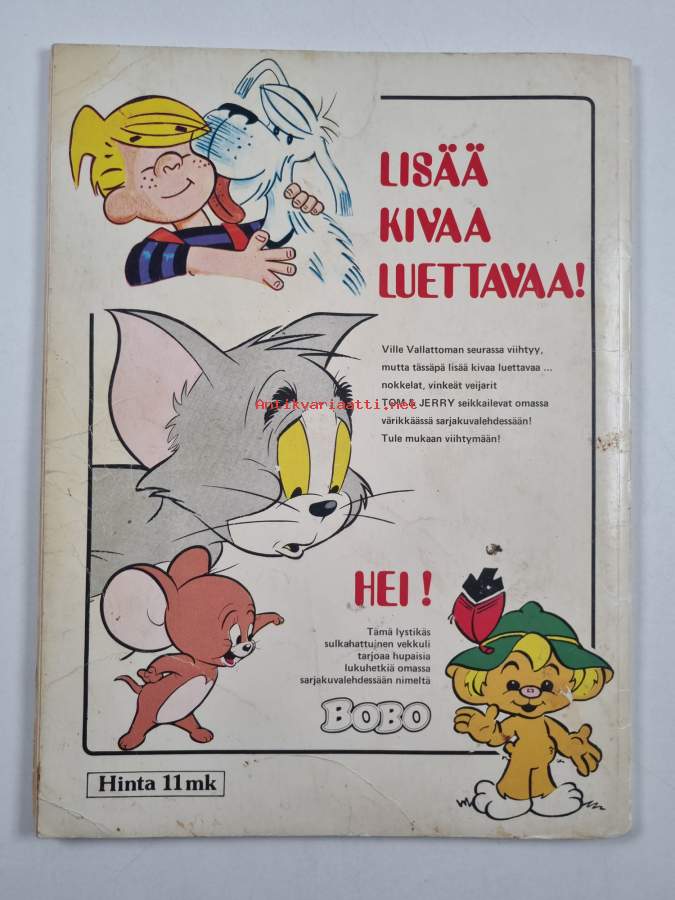 LISÄÄ
KIVAA
LUETTAVAA!
Ville Vallattoman seurassa viihtyy,
mutta tässäpä lisää kivaa luettavaa ...
nokkelat, vinkeät veijarit
Antikvariaatti.net
TOM & JERRY seikkailevat omassa
värikkäässä sarjakuvalehdessään!
Tule mukaan viihtymään!
HEI!
Tämä lystikäs
sulkahattuinen vekkuli
tarjoaa hupaisia
lukuhetkiä omassa
sarjakuvalehdessään nimeltä
BOBO
Hinta 11mk